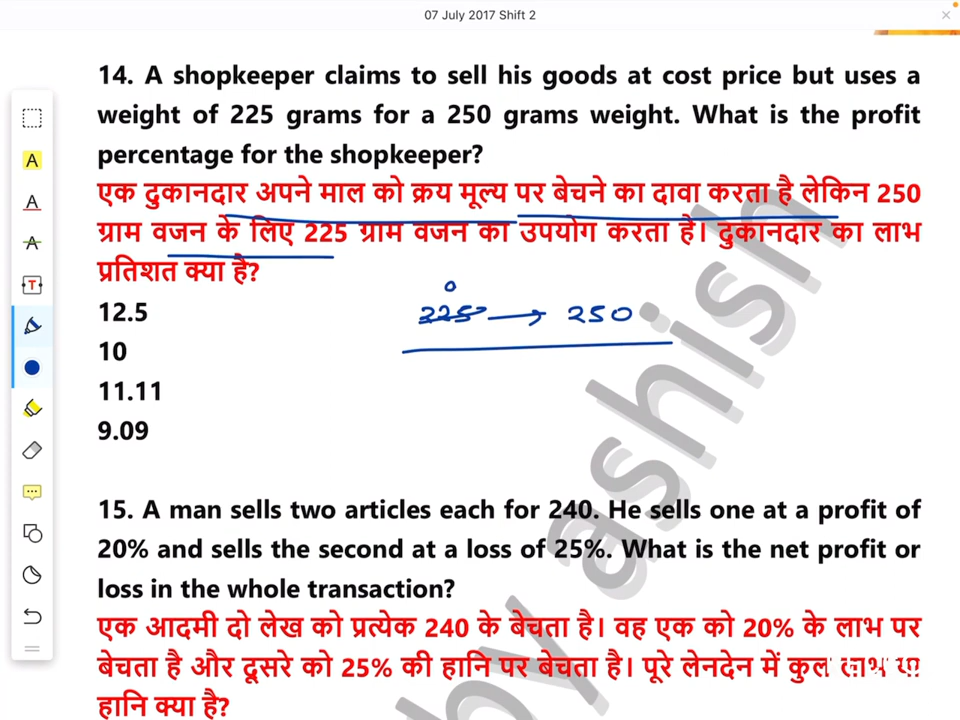 07 July 2017 Shift 2
14. A shopkeeper claims to sell his goods at cost price but uses a
weight of 225 grams for a 250 grams weight. What is the profit
percentage for the shopkeeper?
एक दुकानदार अपने माल को क्रय मूल्य पर बेचने का दावा करता है लेकिन 250
ग्राम वजन के लिए 225 ग्राम वजन का उपयोग करता है। दुकानदार का लाभ
प्रतिशत क्या है?
225 → 250
12.5
10
11.11
9.09
15. A man sells two articles each for 240. He sells one at a profit of
20% and sells the second at a loss of 25%. What is the net profit or
loss in the whole transaction?
एक आदमी दो लेख को प्रत्येक 240 के बेचता है। वह एक को 20% के लाभ पर
बेचता है और दूसरे को 25% की हानि पर बेचता है। पूरे लेनदेन में कुल
हानि क्या है?
by ashish